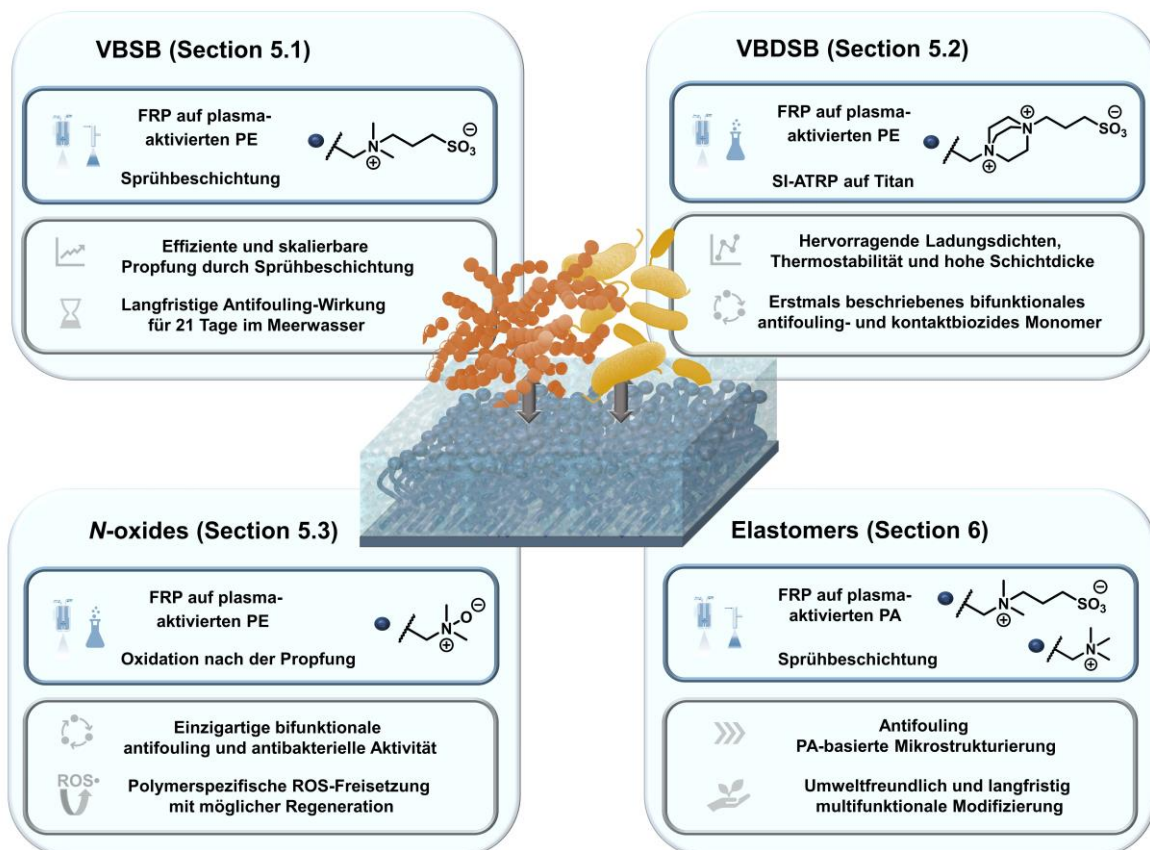 VBSB (Section 5.1)
FRP auf plasma-
aktivierten PE
Sprühbeschichtung
N
⊕
SO3
⊖
Effiziente und skalierbare
Propfung durch Sprühbeschichtung
Langfristige Antifouling-Wirkung
für 21 Tage im Meerwasser
VBDSB (Section 5.2)
FRP auf plasma-
aktivierten PE
SI-ATRP auf Titan
⊕
N
N
⊕
SO3
⊖
Hervorragende Ladungsdichten,
Thermostabilität und hohe Schichtdicke
Erstmals beschriebenes bifunktionales
antifouling- und kontaktbiozides Monomer
N-oxides (Section 5.3)
FRP auf plasma-
aktivierten PE
Oxidation nach der Propfung
N
O
⊖
⊕
Einzigartige bifunktionale
antifouling und antibakterielle Aktivität
ROS•
Polymerspezifische ROS-Freisetzung
mit möglicher Regeneration
Elastomers (Section 6)
FRP auf plasma-
aktivierten PA
Sprühbeschichtung
N
⊕
SO3
⊖
N
⊕
Antifouling
PA-basierte Mikrostrukturierung
Umweltfreundlich und langfristig
multifunktionale Modifizierung